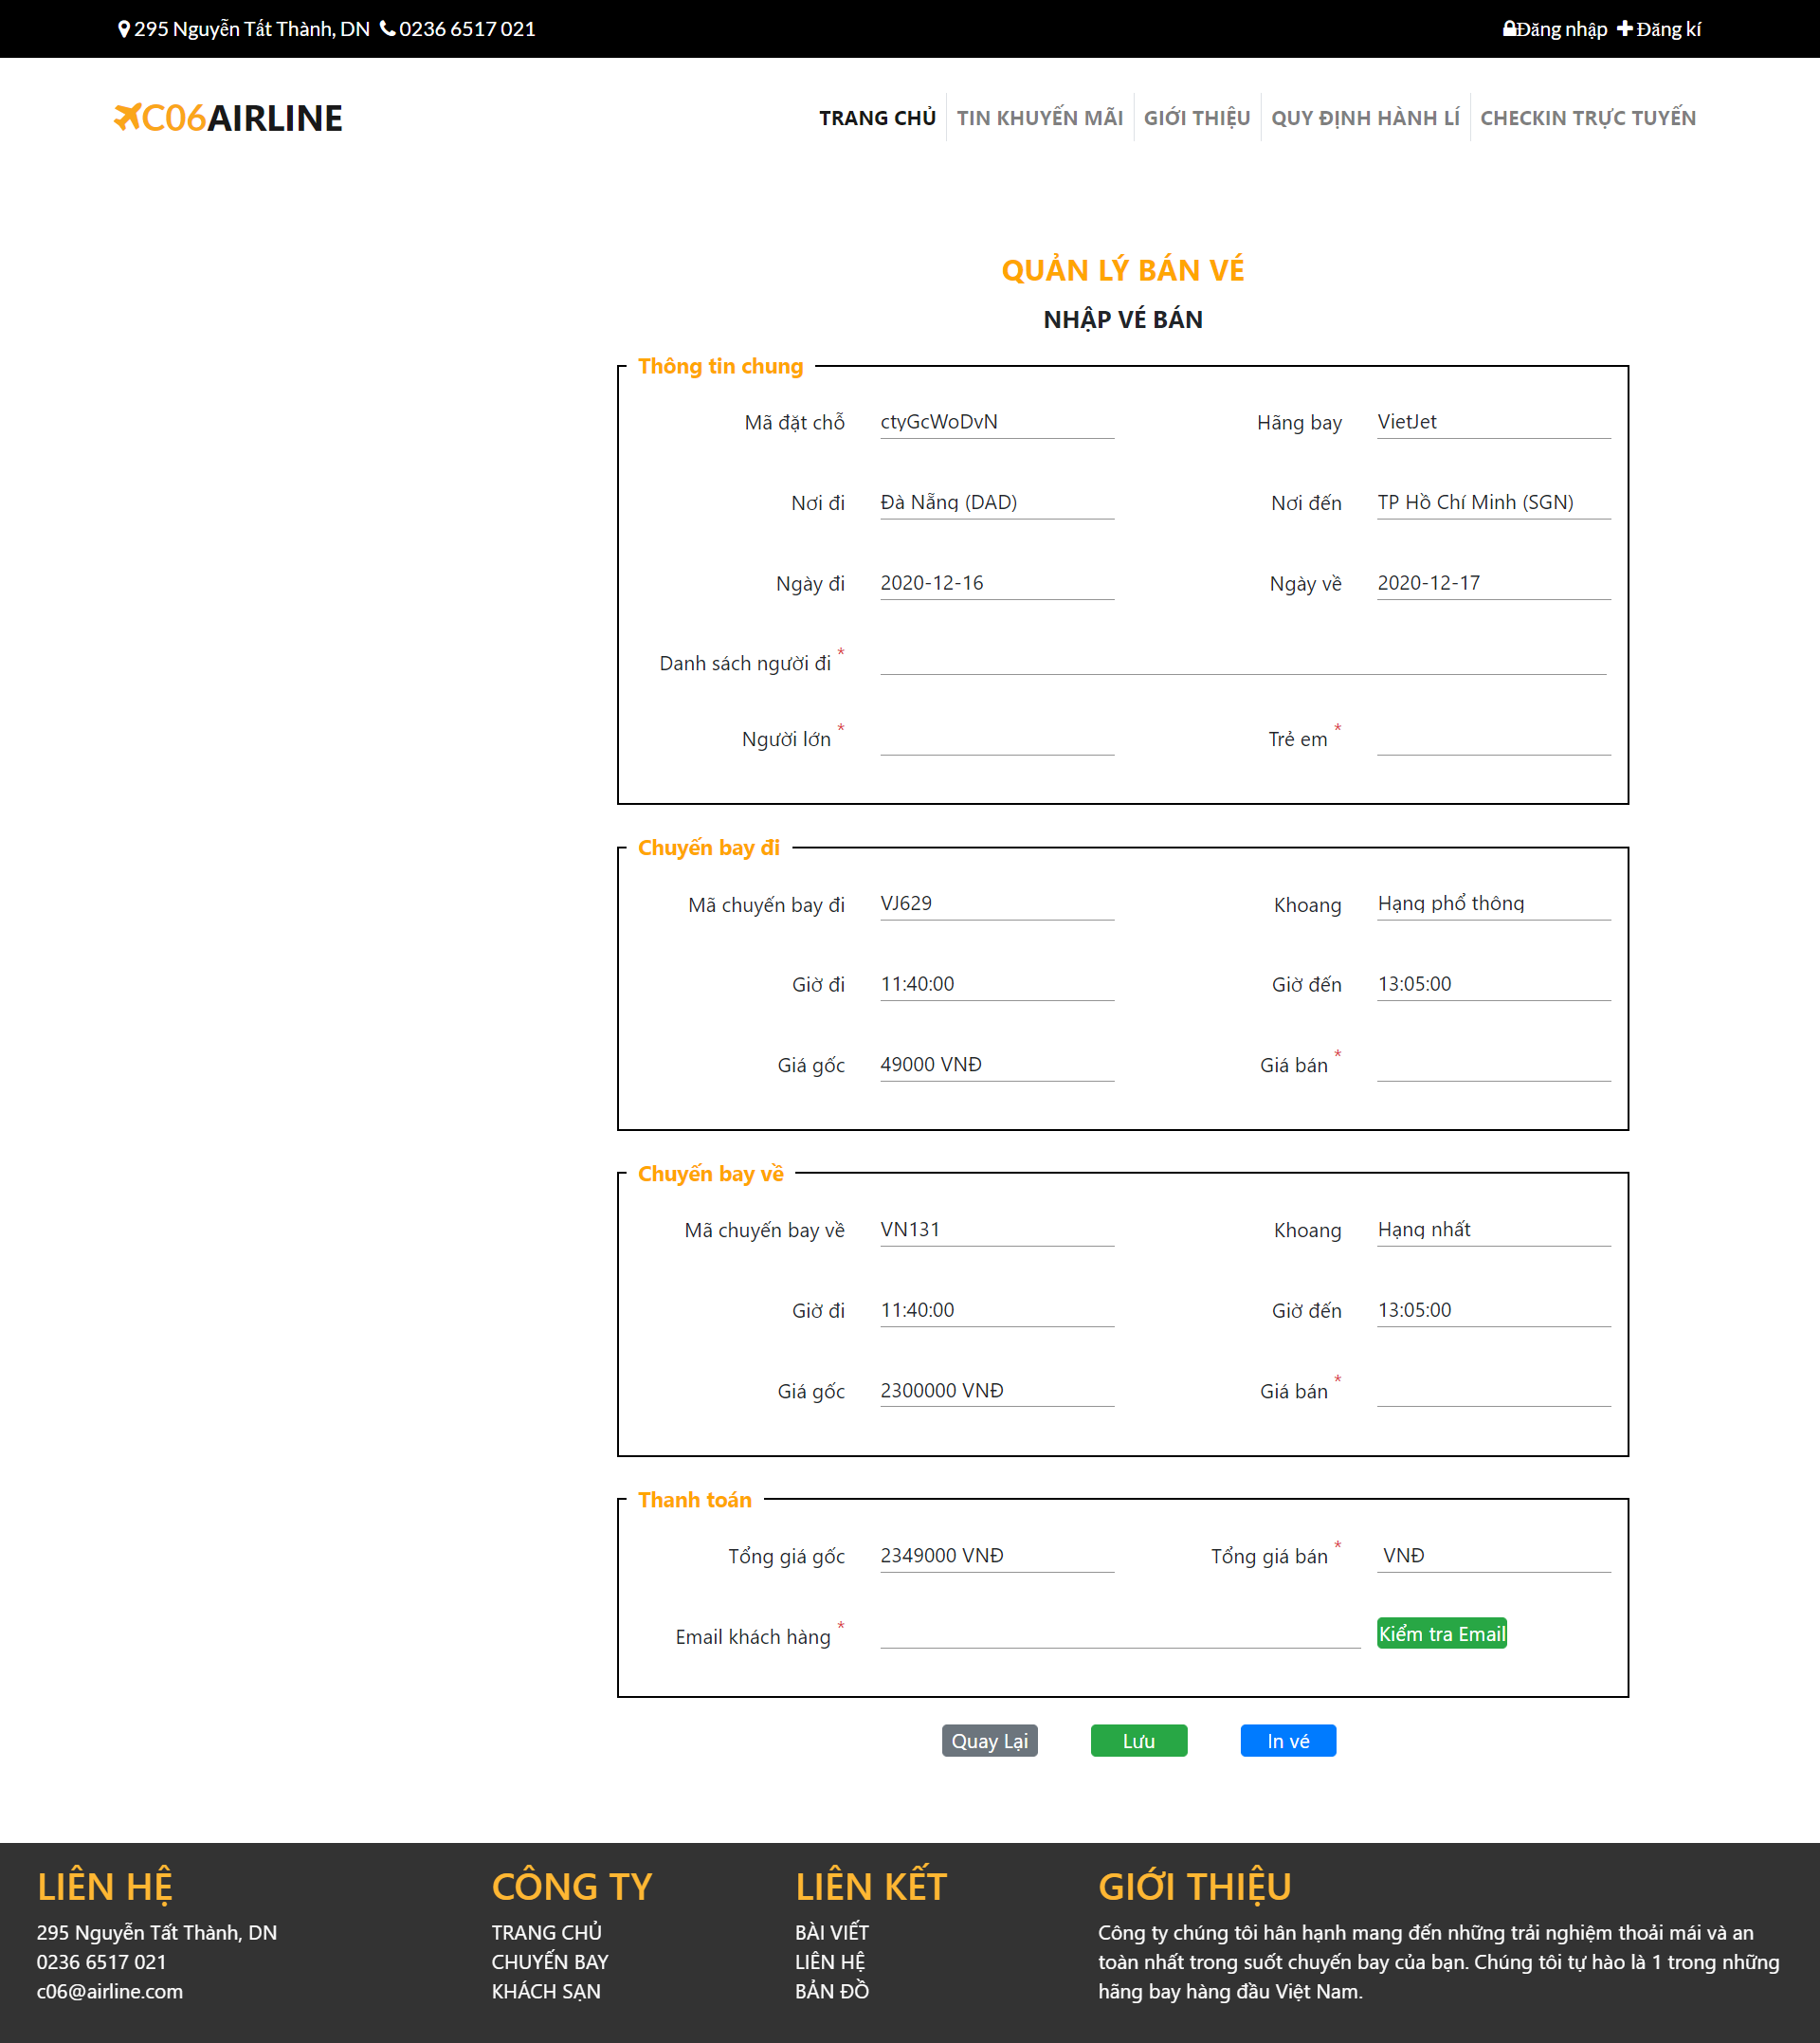 295 Nguyễn Tất Thành, DN 0236 6517 021 Đăng nhập Đăng kí
C06AIRLINE TRANG CHỦ TIN KHUYẾN MÃI GIỚI THIỆU QUY ĐỊNH HÀNH LÍ CHECKIN TRỰC TUYẾN
QUẢN LÝ BÁN VÉ
NHẬP VÉ BÁN
Thông tin chung
Mã đặt chỗ ctyGcWoDvN Hãng bay VietJet
Nơi đi Đà Nẵng (DAD) Nơi đến TP Hồ Chí Minh (SGN)
Ngày đi 2020-12-16 Ngày về 2020-12-17
Danh sách người đi *
Người lớn * Trẻ em *
Chuyến bay đi
Mã chuyến bay đi VJ629 Khoang Hạng phổ thông
Giờ đi 11:40:00 Giờ đến 13:05:00
Giá gốc 49000 VNĐ Giá bán *
Chuyến bay về
Mã chuyến bay về VN131 Khoang Hạng nhất
Giờ đi 11:40:00 Giờ đến 13:05:00
Giá gốc 2300000 VNĐ Giá bán *
Thanh toán
Tổng giá gốc 2349000 VNĐ Tổng giá bán * VNĐ
Email khách hàng * Kiểm tra Email
Quay Lại Lưu In vé
LIÊN HỆ
295 Nguyễn Tất Thành, DN
0236 6517 021
c06@airline.com
CÔNG TY
TRANG CHỦ
CHUYẾN BAY
KHÁCH SẠN
LIÊN KẾT
BÀI VIẾT
LIÊN HỆ
BẢN ĐỒ
GIỚI THIỆU
Công ty chúng tôi hân hạnh mang đến những trải nghiệm thoải mái và an
toàn nhất trong suốt chuyến bay của bạn. Chúng tôi tự hào là 1 trong những
hãng bay hàng đầu Việt Nam.